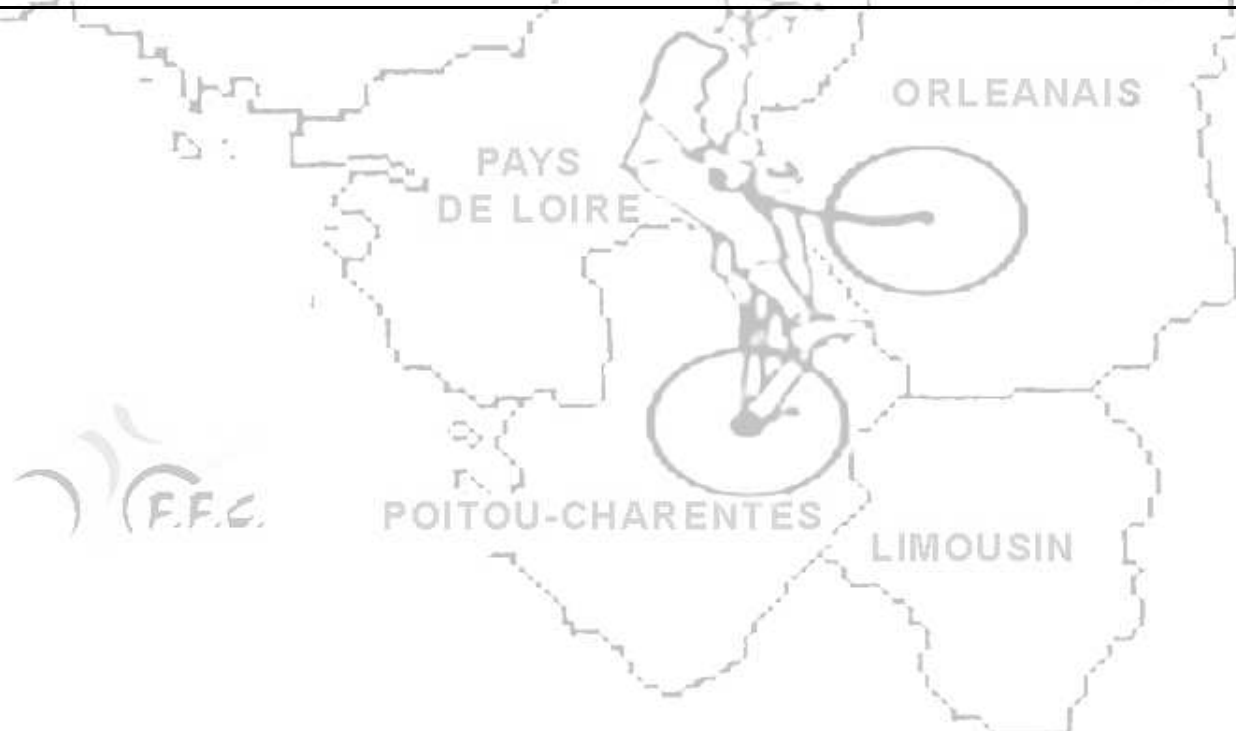 ORLEANAIS
PAYS
DE LOIRE
F.F.C.
POITOU-CHARENTES
LIMOUSIN